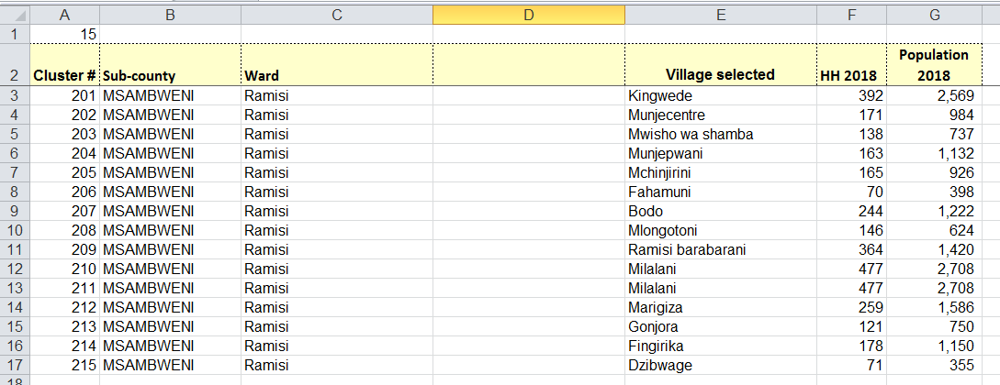 A B C D E F G
1 15
Population
2 Cluster # Sub-county Ward Village selected HH 2018 2018
3 201 MSAMBWENI Ramisi Kingwede 392 2,569
4 202 MSAMBWENI Ramisi Munjecentre 171 984
5 203 MSAMBWENI Ramisi Mwisho wa shamba 138 737
6 204 MSAMBWENI Ramisi Munjepwani 163 1,132
7 205 MSAMBWENI Ramisi Mchinjirini 165 926
8 206 MSAMBWENI Ramisi Fahamuni 70 398
9 207 MSAMBWENI Ramisi Bodo 244 1,222
10 208 MSAMBWENI Ramisi Mlongotoni 146 624
11 209 MSAMBWENI Ramisi Ramisi barabarani 364 1,420
12 210 MSAMBWENI Ramisi Milalani 477 2,708
13 211 MSAMBWENI Ramisi Milalani 477 2,708
14 212 MSAMBWENI Ramisi Marigiza 259 1,586
15 213 MSAMBWENI Ramisi Gonjora 121 750
16 214 MSAMBWENI Ramisi Fingirika 178 1,150
17 215 MSAMBWENI Ramisi Dzibwage 71 355
18